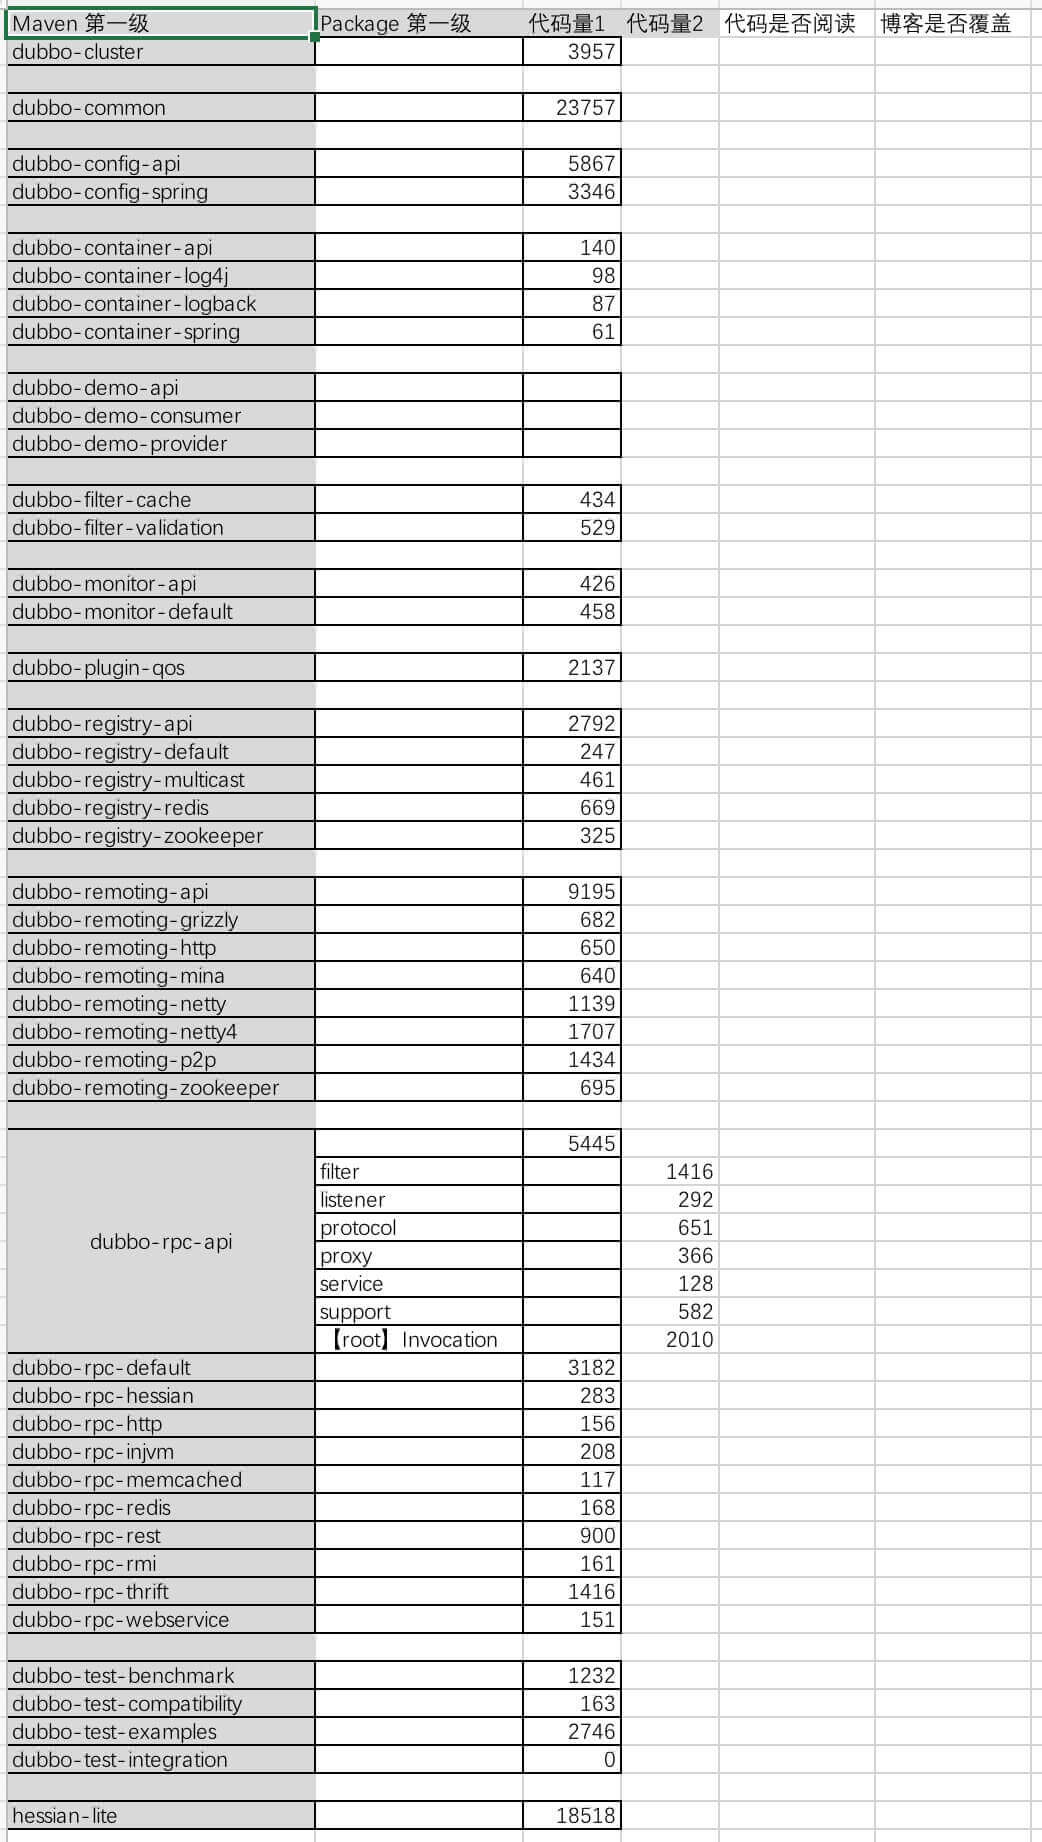 Maven 第一级 Package 第一级 代码量1 代码量2 代码是否阅读 博客是否覆盖
dubbo-cluster 3957
dubbo-common 23757
dubbo-config-api 5867
dubbo-config-spring 3346
dubbo-container-api 140
dubbo-container-log4j 98
dubbo-container-logback 87
dubbo-container-spring 61
dubbo-demo-api
dubbo-demo-consumer
dubbo-demo-provider
dubbo-filter-cache 434
dubbo-filter-validation 529
dubbo-monitor-api 426
dubbo-monitor-default 458
dubbo-plugin-qos 2137
dubbo-registry-api 2792
dubbo-registry-default 247
dubbo-registry-multicast 461
dubbo-registry-redis 669
dubbo-registry-zookeeper 325
dubbo-remoting-api 9195
dubbo-remoting-grizzly 682
dubbo-remoting-http 650
dubbo-remoting-mina 640
dubbo-remoting-netty 1139
dubbo-remoting-netty4 1707
dubbo-remoting-p2p 1434
dubbo-remoting-zookeeper 695
dubbo-rpc-api
5445
filter 1416
listener 292
protocol 651
proxy 366
service 128
support 582
【root】 Invocation 2010
dubbo-rpc-default 3182
dubbo-rpc-hessian 283
dubbo-rpc-http 156
dubbo-rpc-injvm 208
dubbo-rpc-memcached 117
dubbo-rpc-redis 168
dubbo-rpc-rest 900
dubbo-rpc-rmi 161
dubbo-rpc-thrift 1416
dubbo-rpc-webservice 151
dubbo-test-benchmark 1232
dubbo-test-compatibility 163
dubbo-test-examples 2746
dubbo-test-integration 0
hessian-lite 18518